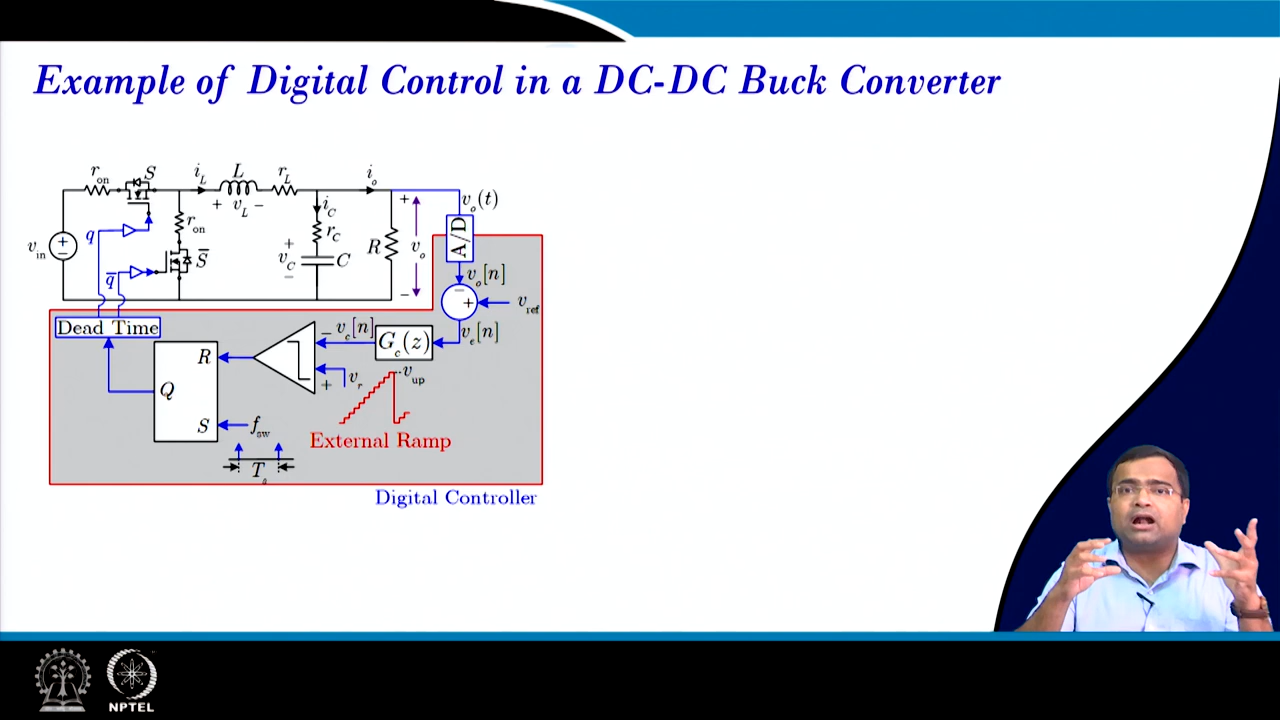 Example of Digital Control in a DC-DC Buck Converter
r_on
S
i_L
L
r_L
i_o
+ v_L −
i_C
+
v_o(t)
q
r_on
r_C
A/D
v_in
+
−
S̅
+
v_C
−
C
R
v_o
q̅
v_o[n]
−
−
+
v_ref
Dead Time
− v_c[n]
G_c(z)
v_e[n]
R
+
v_r
v_up
Q
S
f_sw
External Ramp
T_s
Digital Controller
NPTEL